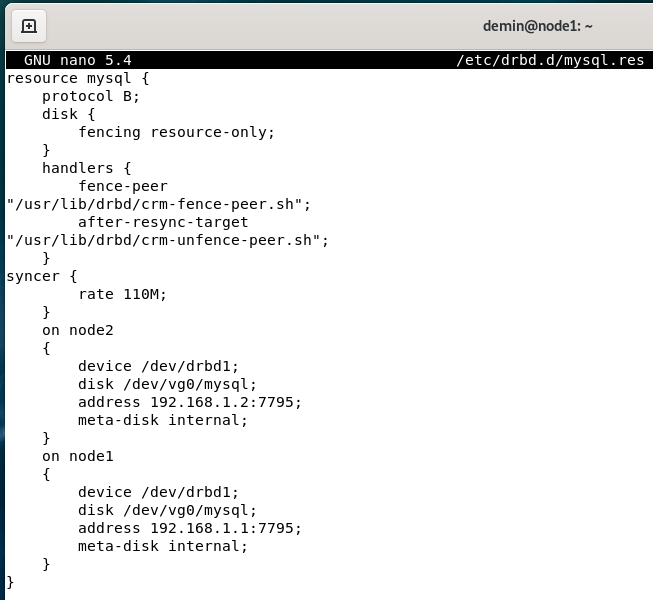 demin@node1: ~
GNU nano 5.4 /etc/drbd.d/mysql.res
resource mysql {
    protocol B;
    disk {
        fencing resource-only;
    }
    handlers {
        fence-peer
"/usr/lib/drbd/crm-fence-peer.sh";
        after-resync-target
"/usr/lib/drbd/crm-unfence-peer.sh";
    }
syncer {
        rate 110M;
    }
    on node2
    {
        device /dev/drbd1;
        disk /dev/vg0/mysql;
        address 192.168.1.2:7795;
        meta-disk internal;
    }
    on node1
    {
        device /dev/drbd1;
        disk /dev/vg0/mysql;
        address 192.168.1.1:7795;
        meta-disk internal;
    }
}